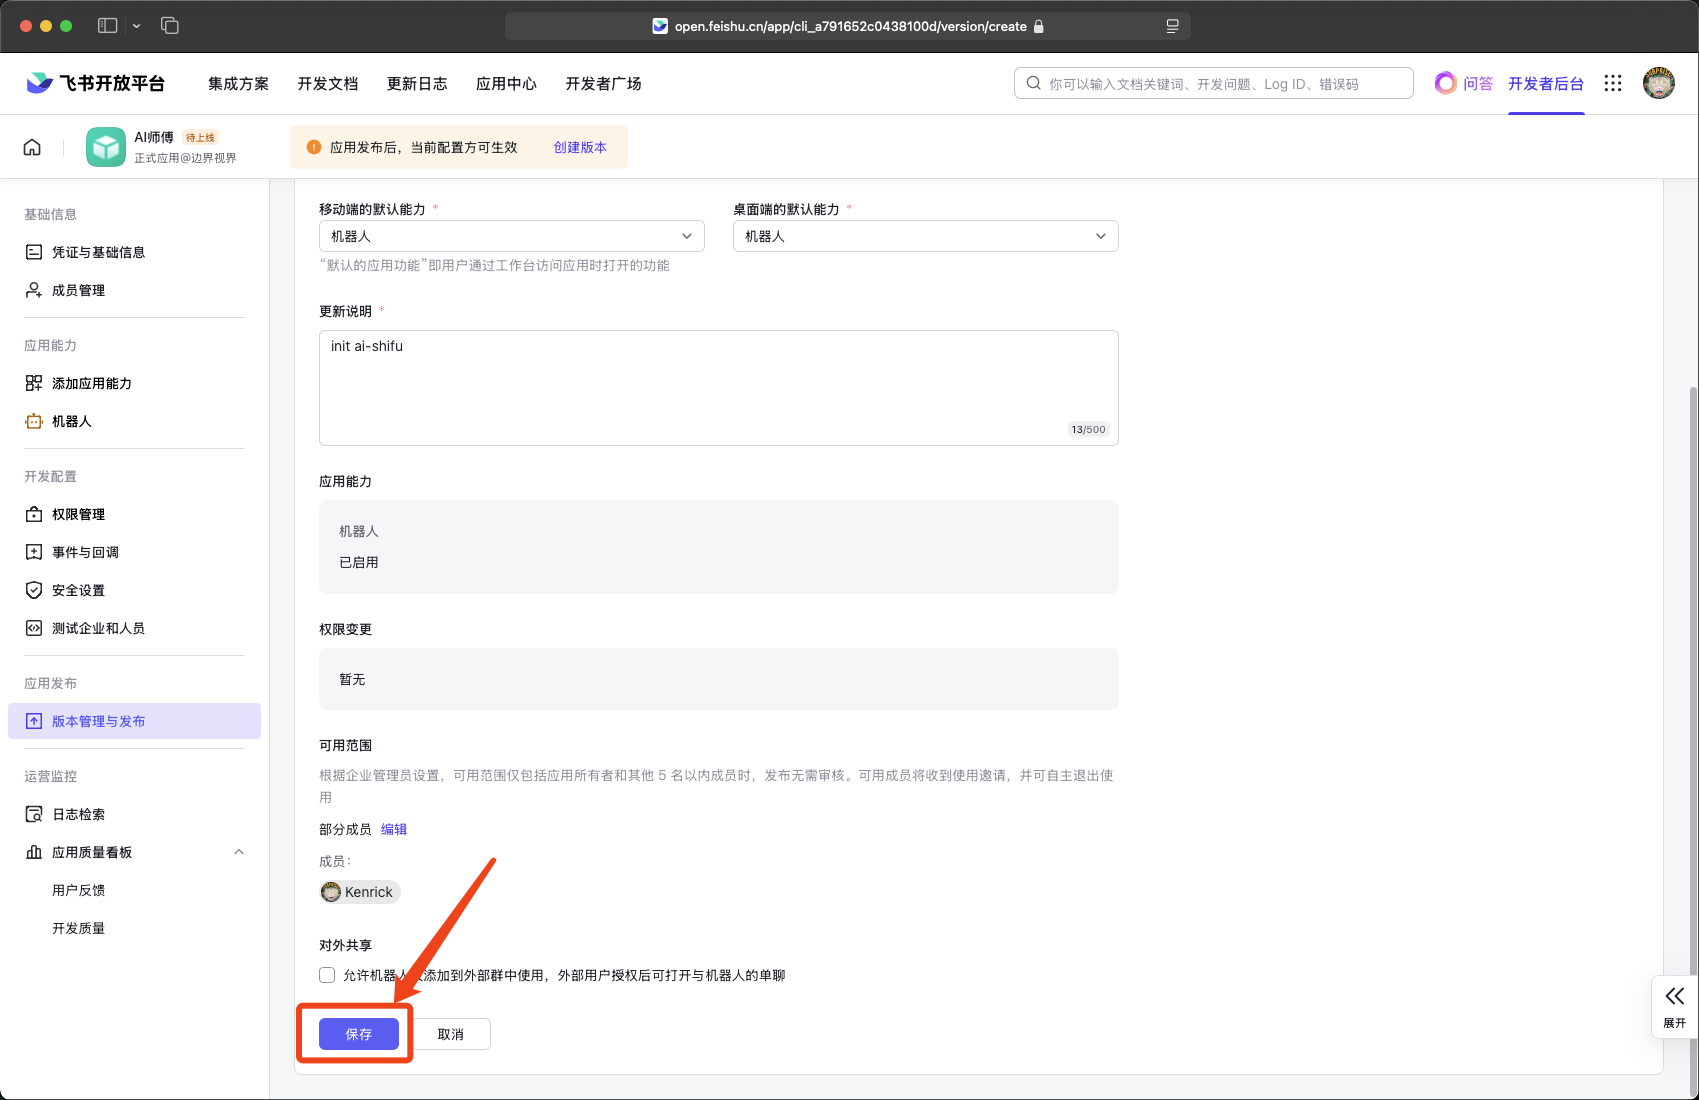 open.feishu.cn/app/cli_a791652c0438100d/version/create
飞书开放平台
集成方案
开发文档
更新日志
应用中心
开发者广场
你可以输入文档关键词、开发问题、Log ID、错误码
问答
开发者后台
AI师傅 待上线
正式应用@边界视界
应用发布后，当前配置方可生效 创建版本
基础信息
凭证与基础信息
成员管理
应用能力
添加应用能力
机器人
开发配置
权限管理
事件与回调
安全设置
测试企业和人员
应用发布
版本管理与发布
运营监控
日志检索
应用质量看板
用户反馈
开发质量
移动端的默认能力 *
机器人
桌面端的默认能力 *
机器人
“默认的应用功能”即用户通过工作台访问应用时打开的功能
更新说明 *
init ai-shifu
13/500
应用能力
机器人
已启用
权限变更
暂无
可用范围
根据企业管理员设置，可用范围仅包括应用所有者和其他 5 名以内成员时，发布无需审核。可用成员将收到使用邀请，并可自主退出使
用
部分成员 编辑
成员：
Kenrick
对外共享
允许机器人添加到外部群中使用，外部用户授权后可打开与机器人的单聊
保存
取消
展开